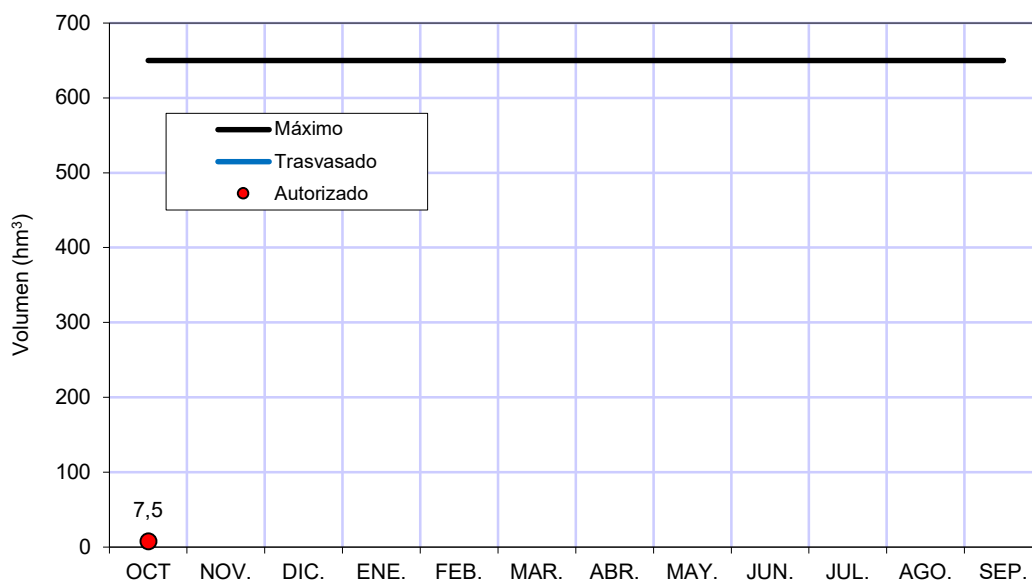 700
600
500
400
300
200
100
0
Volumen (hm³)
Máximo
Trasvasado
Autorizado
7,5
OCT NOV. DIC. ENE. FEB. MAR. ABR. MAY. JUN. JUL. AGO. SEP.